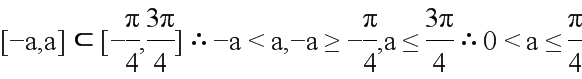 [−a,a] ⊂ [−π/4,3π/4] ∴ −a < a,−a ≥ −π/4,a ≤ 3π/4 ∴ 0 < a ≤ π/4